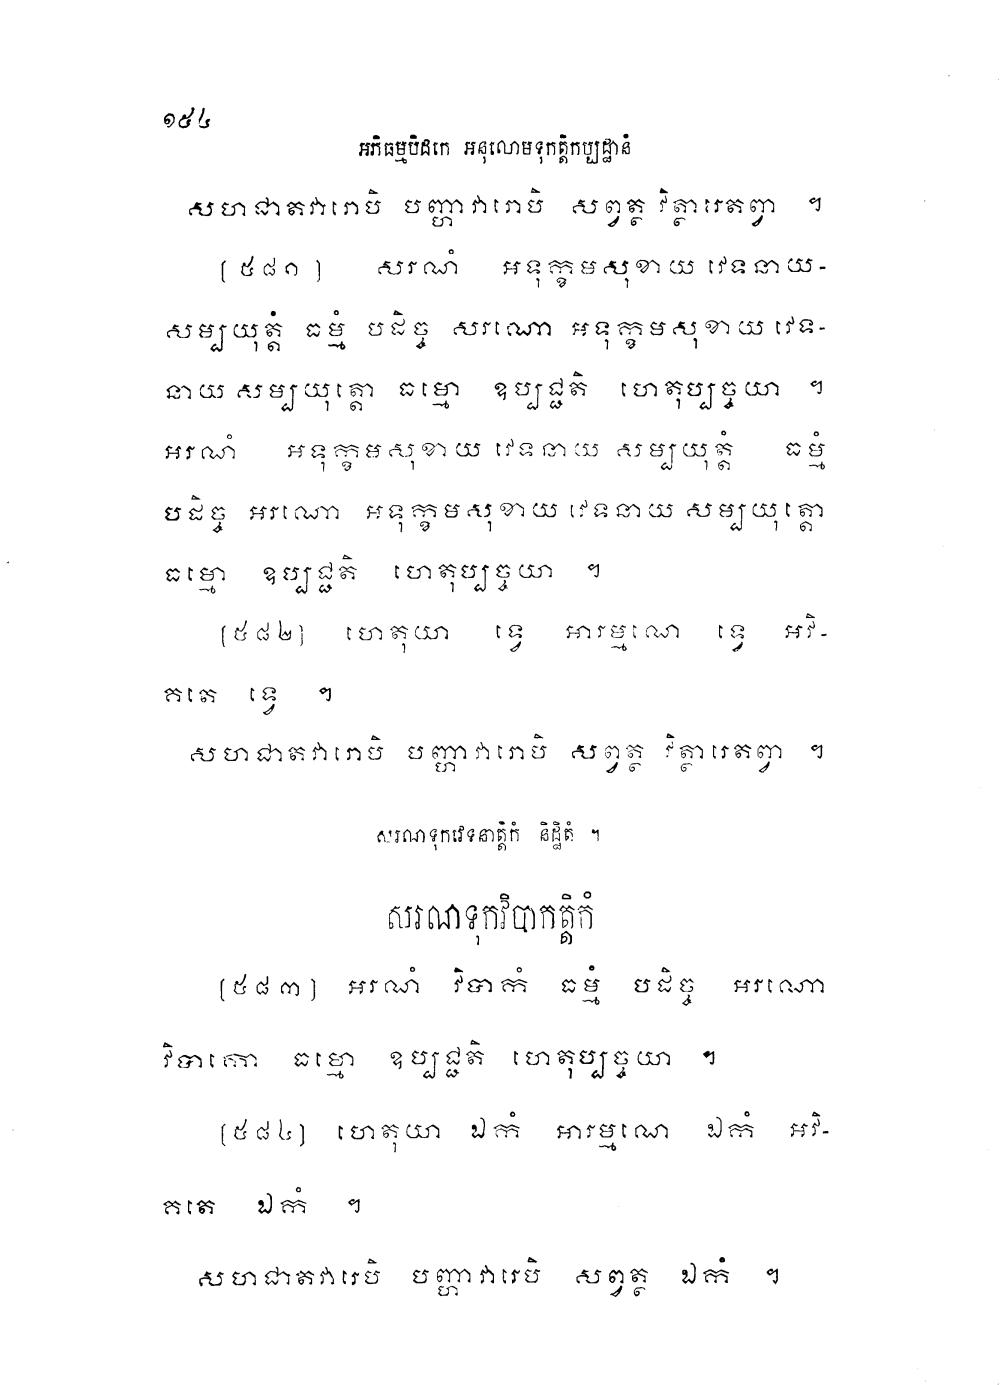 ១៥៤
អភិធម្មបិដកេ អនុលោមទុកត្តិកប្បដ្ឋានំ
សហជាតវារោបិ បញ្ហាវារោបិ សព្វត្ថ វិត្ថារេតព្វា ។
[៥៨១] សរណំ អទុក្ខមសុខាយ វេទនាយ-
សម្បយុត្តំ ធម្មំ បដិច្ច សរណោ អទុក្ខមសុខាយ វេទ-
នាយ សម្បយុត្តោ ធម្មោ ឧប្បជ្ជតិ ហេតុប្បច្ចយា ។
អរណំ អទុក្ខមសុខាយ វេទនាយ សម្បយុត្តំ ធម្មំ
បដិច្ច អរណោ អទុក្ខមសុខាយ វេទនាយ សម្បយុត្តោ
ធម្មោ ឧប្បជ្ជតិ ហេតុប្បច្ចយា ។
[៥៨២] ហេតុយា ទ្វេ អារម្មណោ ទ្វេ អវិ-
កតេ ទ្វេ ។
សហជាតវារោបិ បញ្ហាវារោបិ សព្វត្ថ វិត្ថារេតព្វា ។
សរណទុកវេទនាត្តិកំ និដ្ឋិតំ ។
សរណទុកវិបាកត្តិកំ
[៥៨៣] អរណំ វិទាកំ ធម្មំ បដិច្ច អរណោ
វិទាកោ ធម្មោ ឧប្បជ្ជតិ ហេតុប្បច្ចយា ។
[៥៨៤] ហេតុយា ឯកំ អារម្មណេ ឯកំ អវិ-
កតេ ឯកំ ។
សហជាតវារេបិ បញ្ហាវារេបិ សព្វត្ថ ឯកំ ។